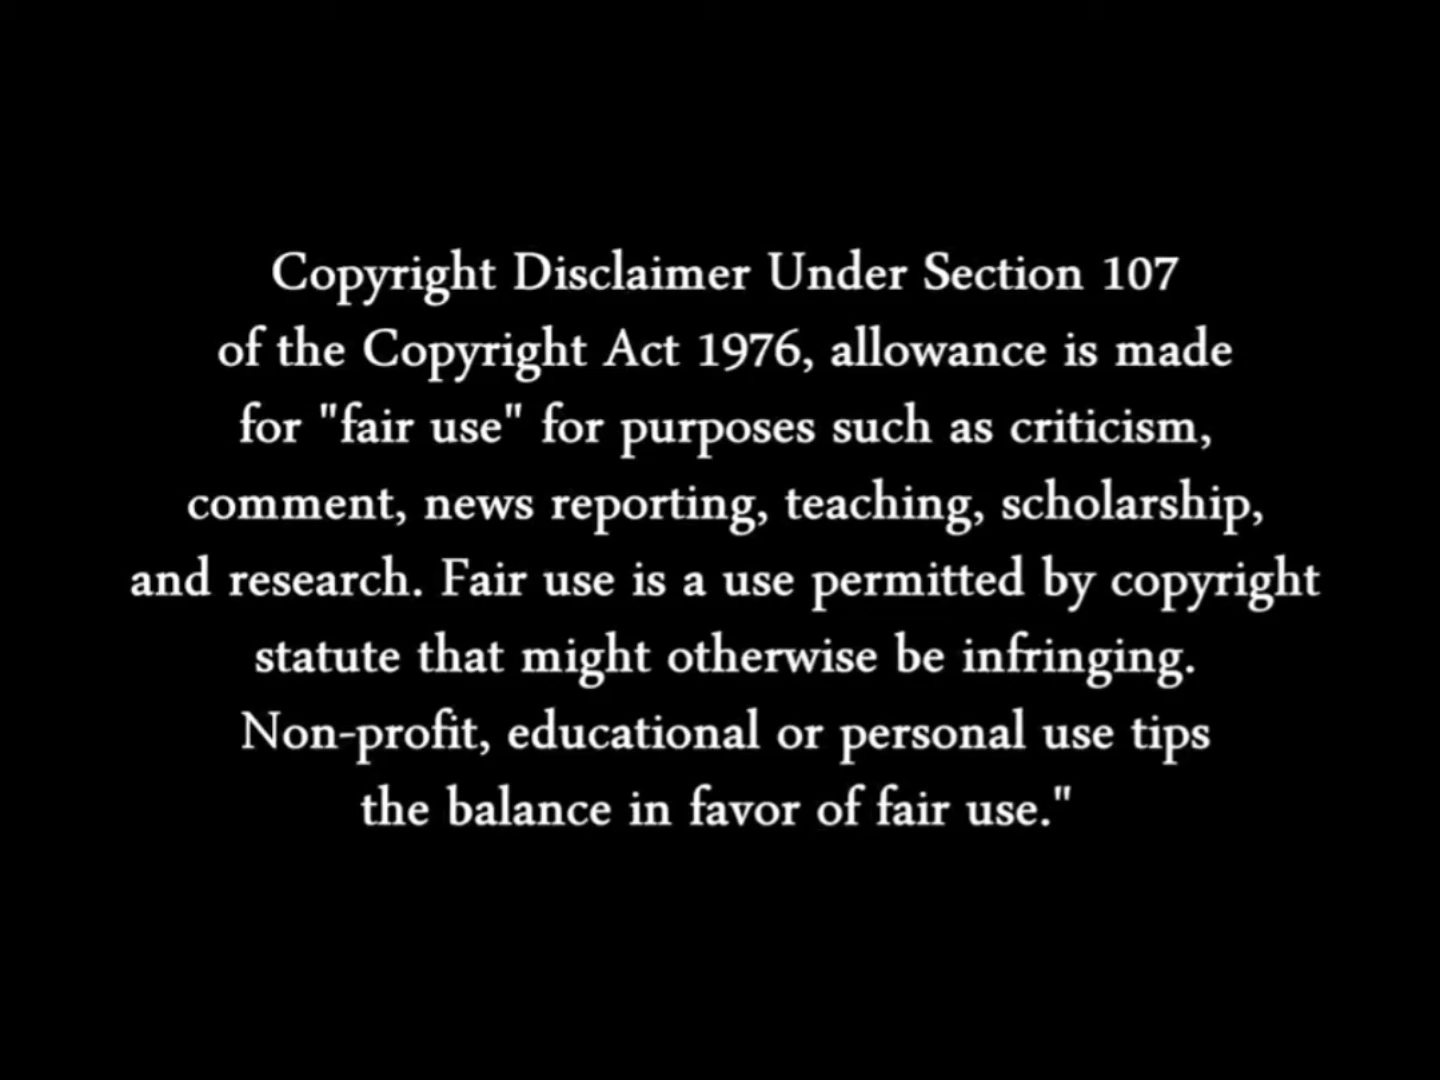 Copyright Disclaimer Under Section 107
of the Copyright Act 1976, allowance is made
for "fair use" for purposes such as criticism,
comment, news reporting, teaching, scholarship,
and research. Fair use is a use permitted by copyright
statute that might otherwise be infringing.
Non-profit, educational or personal use tips
the balance in favor of fair use."